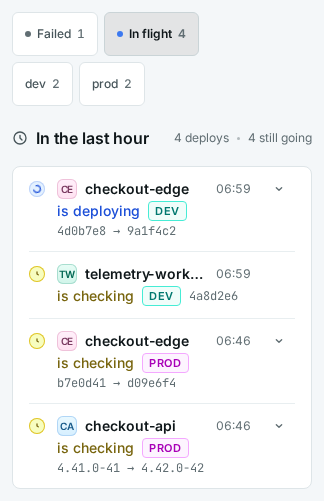 Failed 1 In flight 4
dev 2 prod 2
In the last hour 4 deploys • 4 still going
CE checkout-edge 06:59
is deploying DEV
4d0b7e8 → 9a1f4c2
TW telemetry-work... 06:59
is checking DEV 4a8d2e6
CE checkout-edge 06:46
is checking PROD
b7e0d41 → d09e6f4
CA checkout-api 06:46
is checking PROD
4.41.0-41 → 4.42.0-42